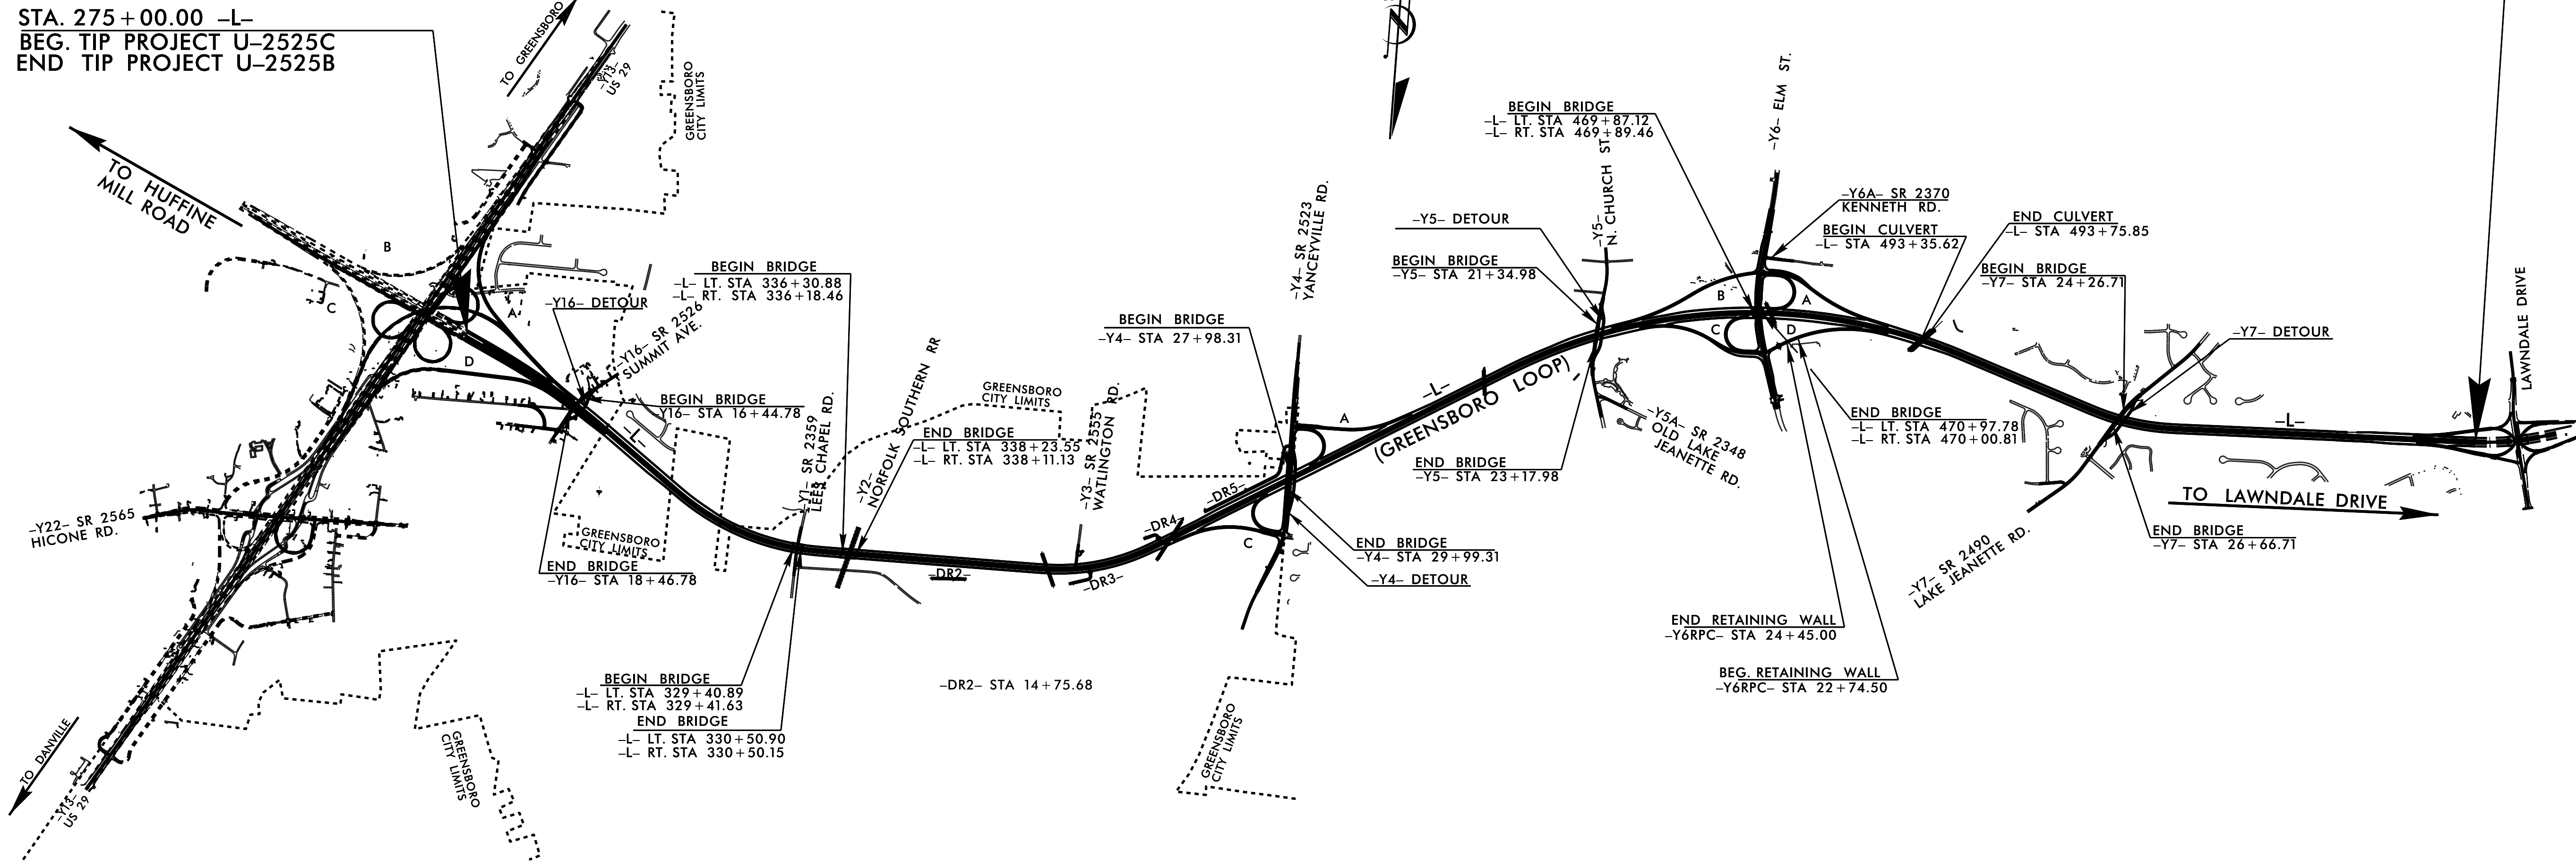 STA. 275+00.00 –L–
BEG. TIP PROJECT U–2525C
END TIP PROJECT U–2525B
TO GREENSBORO
–Y13–
US 29
GREENSBORO
CITY LIMITS
TO HUFFINE
MILL ROAD
B
C
A
D
–Y16– DETOUR
–Y16– SR 2526
SUMMIT AVE.
BEGIN BRIDGE
–L– LT. STA 336+30.88
–L– RT. STA 336+18.46
BEGIN BRIDGE
Y16– STA 16+44.78
–L–
–Y1– SR 2359
LEES CHAPEL RD.
–Y2–
NORFOLK SOUTHERN RR
GREENSBORO
CITY LIMITS
END BRIDGE
–L– LT. STA 338+23.55
–L– RT. STA 338+11.13
–Y3– SR 2555
WATLINGTON RD.
–Y22– SR 2565
HICONE RD.
GREENSBORO
CITY LIMITS
END BRIDGE
–Y16– STA 18+46.78
–DR2–
–DR3–
–DR4–
–DR5–
BEGIN BRIDGE
–L– LT. STA 329+40.89
–L– RT. STA 329+41.63
END BRIDGE
–L– LT. STA 330+50.90
–L– RT. STA 330+50.15
–DR2– STA 14+75.68
TO DANVILLE
–Y13–
US 29
GREENSBORO
CITY LIMITS
GREENSBORO
CITY LIMITS
–Y4– SR 2523
YANCEYVILLE RD.
BEGIN BRIDGE
–Y4– STA 27+98.31
A
C
END BRIDGE
–Y4– STA 29+99.31
–Y4– DETOUR
–L–
(GREENSBORO LOOP)
N
BEGIN BRIDGE
–L– LT. STA 469+87.12
–L– RT. STA 469+89.46
–Y5–
N. CHURCH ST.
–Y5– DETOUR
BEGIN BRIDGE
–Y5– STA 21+34.98
END BRIDGE
–Y5– STA 23+17.98
–Y5A– SR 2348
OLD LAKE
JEANETTE RD.
–Y6– ELM ST.
–Y6A– SR 2370
KENNETH RD.
B
A
C
D
BEGIN CULVERT
–L– STA 493+35.62
END CULVERT
–L– STA 493+75.85
BEGIN BRIDGE
–Y7– STA 24+26.71
–Y7– DETOUR
END BRIDGE
–L– LT. STA 470+97.78
–L– RT. STA 470+00.81
LAWNDALE DRIVE
–L–
TO LAWNDALE DRIVE
END BRIDGE
–Y7– STA 26+66.71
–Y7– SR 2490
LAKE JEANETTE RD.
END RETAINING WALL
–Y6RPC– STA 24+45.00
BEG. RETAINING WALL
–Y6RPC– STA 22+74.50